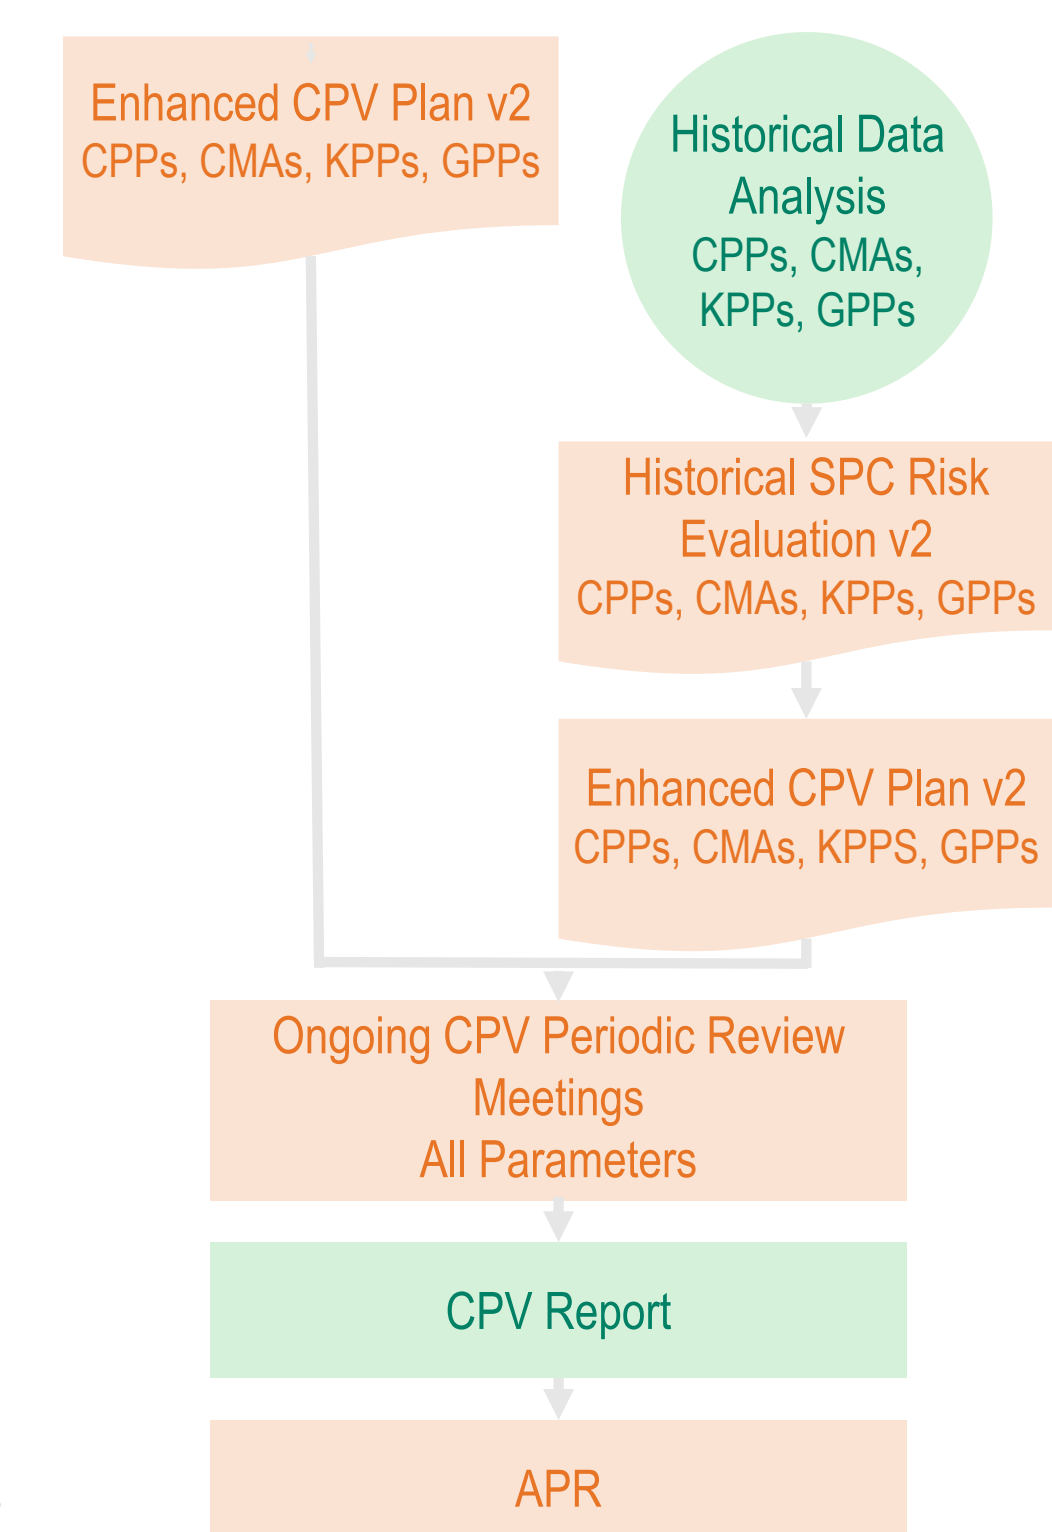 Enhanced CPV Plan v2
CPPs, CMAs, KPPs, GPPs
Historical Data
Analysis
CPPs, CMAs,
KPPs, GPPs
Historical SPC Risk
Evaluation v2
CPPs, CMAs, KPPs, GPPs
Enhanced CPV Plan v2
CPPs, CMAs, KPPS, GPPs
Ongoing CPV Periodic Review
Meetings
All Parameters
CPV Report
APR